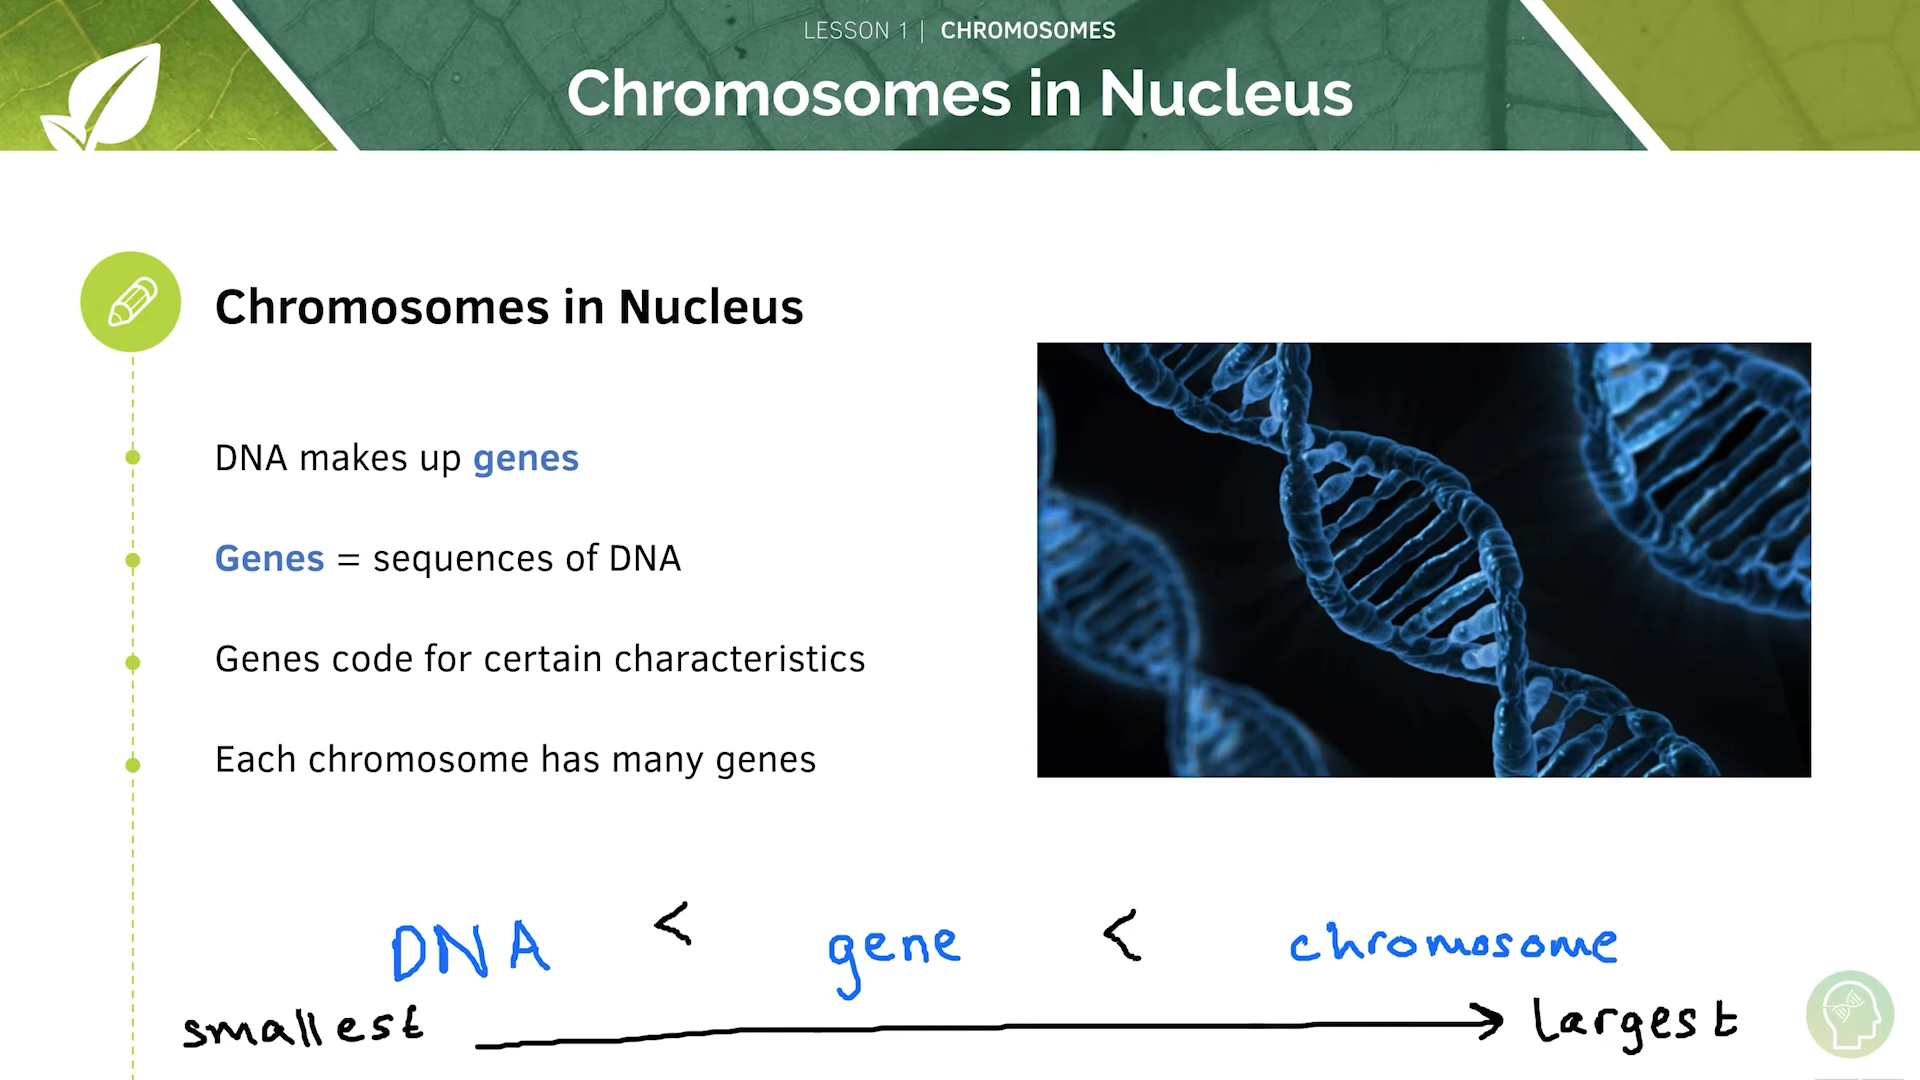 LESSON 1 | CHROMOSOMES
Chromosomes in Nucleus
Chromosomes in Nucleus
DNA makes up genes
Genes = sequences of DNA
Genes code for certain characteristics
Each chromosome has many genes
DNA < gene < chromosome
smallest → largest